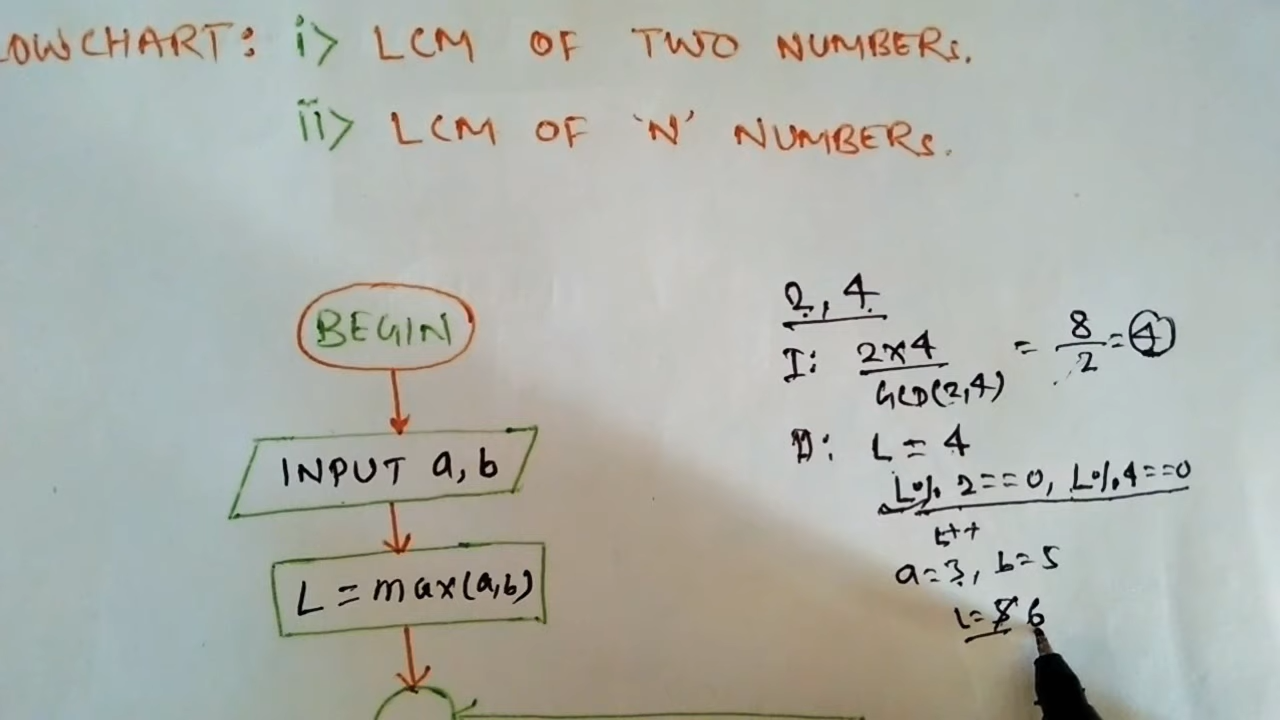 LOWCHART: i> LCM OF TWO NUMBERS.
ii> LCM OF 'N' NUMBERS.
BEGIN
INPUT a, b
L = max(a,b)
2, 4
I: 2×4 / GCD(2,4) = 8/2 = 4
II: L = 4
L% 2==0, L%4==0
L++
a=3, b=5
L=5 6